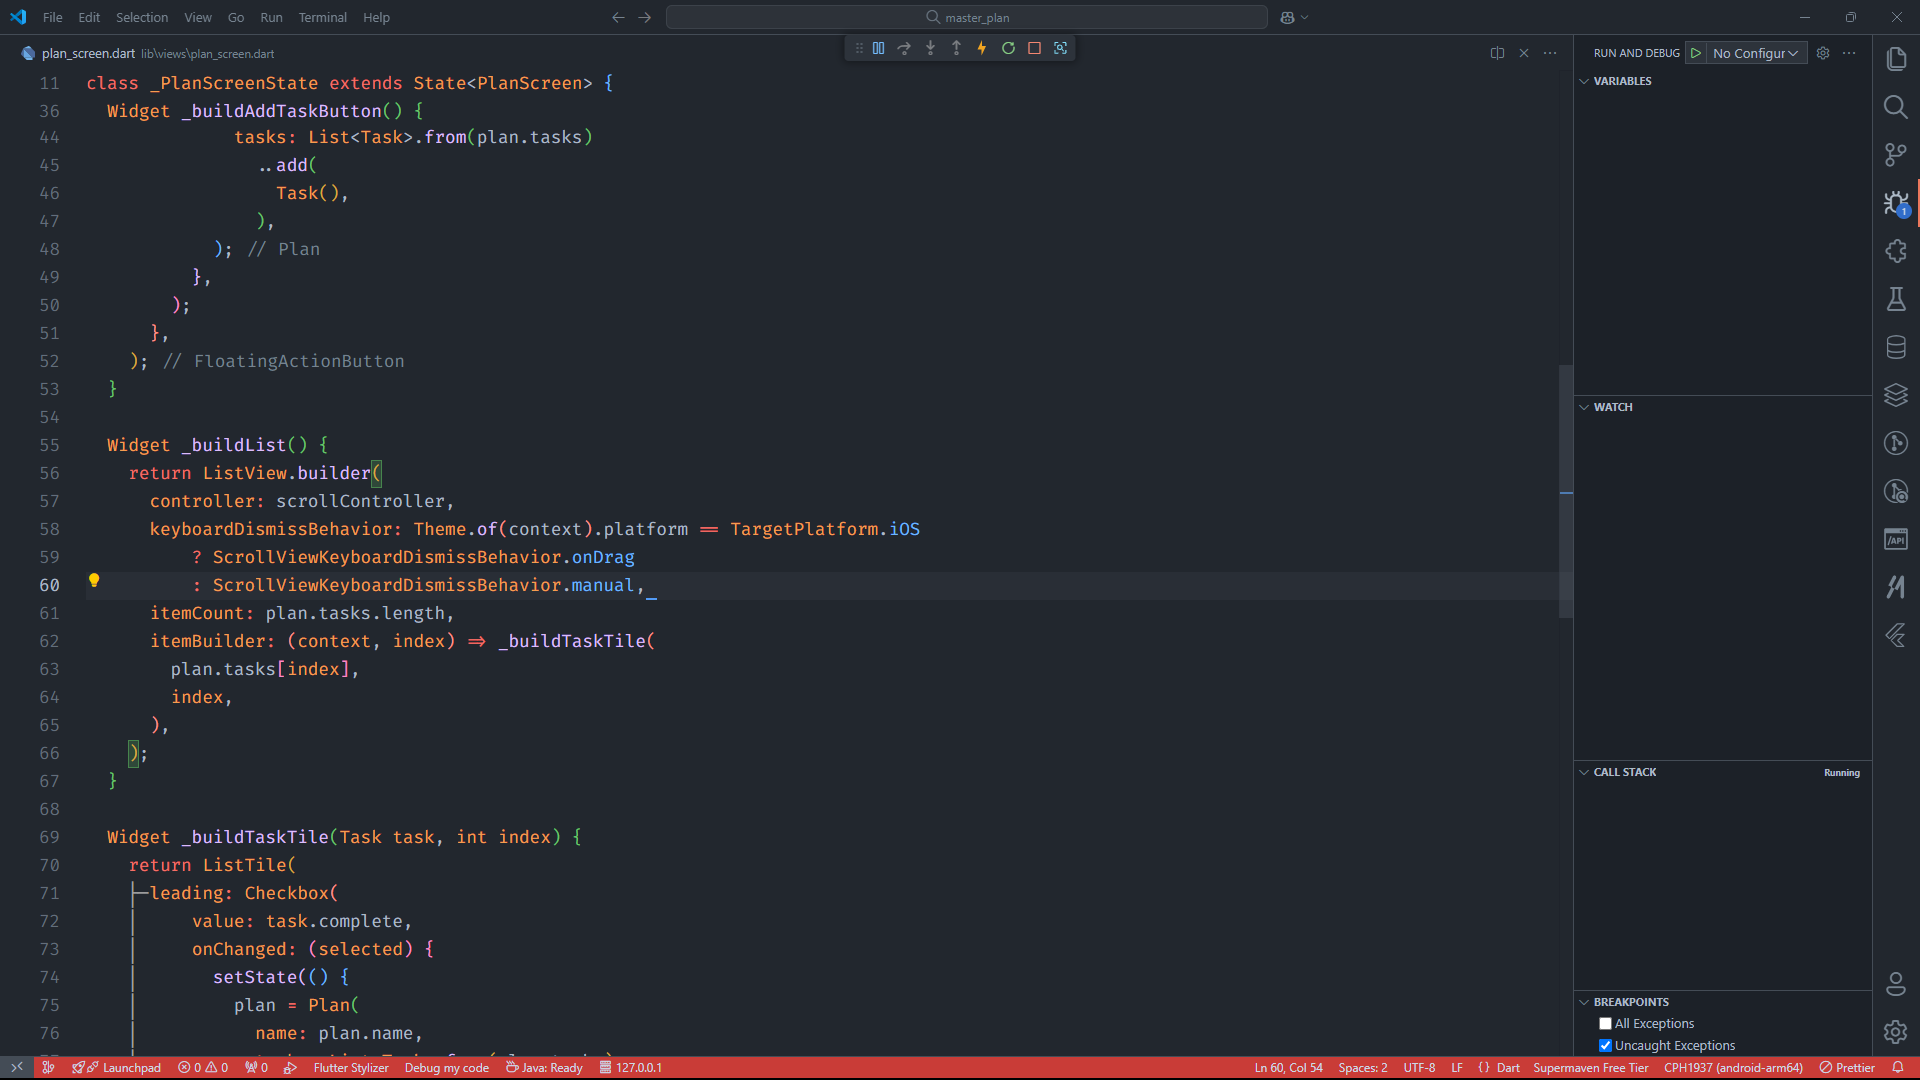 File Edit Selection View Go Run Terminal Help
master_plan
plan_screen.dart lib\views\plan_screen.dart
11 class _PlanScreenState extends State<PlanScreen> {
36 Widget _buildAddTaskButton() {
44 tasks: List<Task>.from(plan.tasks)
45 ..add(
46 Task(),
47 ),
48 ); // Plan
49 },
50 );
51 },
52 ); // FloatingActionButton
53 }
54
55 Widget _buildList() {
56 return ListView.builder(
57 controller: scrollController,
58 keyboardDismissBehavior: Theme.of(context).platform == TargetPlatform.iOS
59 ? ScrollViewKeyboardDismissBehavior.onDrag
60 : ScrollViewKeyboardDismissBehavior.manual,
61 itemCount: plan.tasks.length,
62 itemBuilder: (context, index) => _buildTaskTile(
63 plan.tasks[index],
64 index,
65 ),
66 );
67 }
68
69 Widget _buildTaskTile(Task task, int index) {
70 return ListTile(
71 leading: Checkbox(
72 value: task.complete,
73 onChanged: (selected) {
74 setState(() {
75 plan = Plan(
76 name: plan.name,
RUN AND DEBUG No Configur
VARIABLES
WATCH
CALL STACK Running
BREAKPOINTS
All Exceptions
Uncaught Exceptions
1
API
Launchpad 0 0 0 Flutter Stylizer Debug my code Java: Ready 127.0.0.1 Ln 60, Col 54 Spaces: 2 UTF-8 LF {} Dart Supermaven Free Tier CPH1937 (android-arm64) Prettier